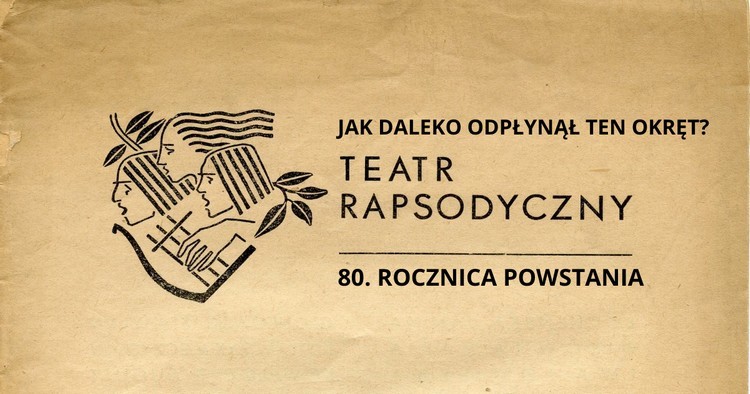 JAK DALEKO ODPŁYNĄŁ TEN OKRĘT?
TEATR
RAPSODYCZNY
80. ROCZNICA POWSTANIA